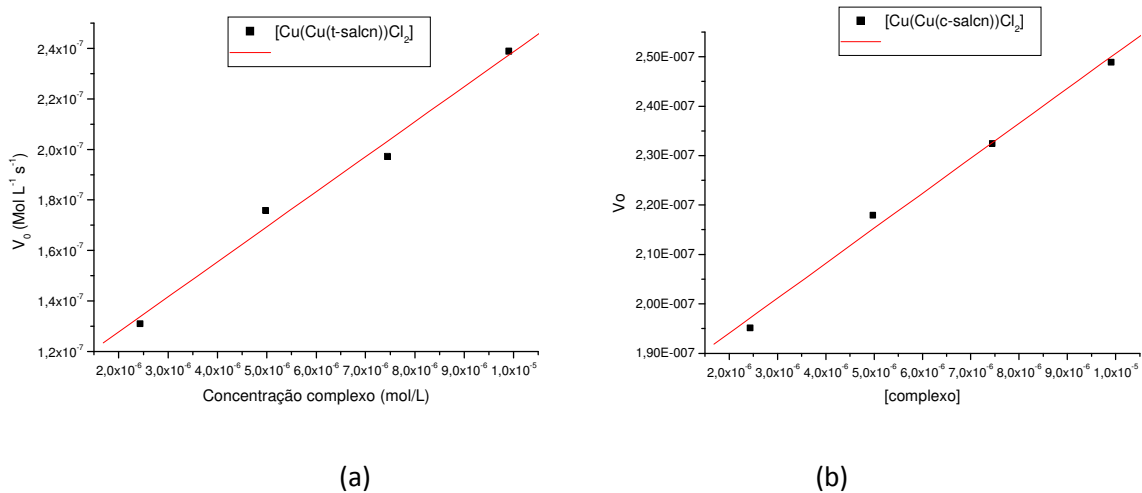 [Cu(Cu(t-salcn))Cl₂]
2,4x10⁻⁷
2,2x10⁻⁷
2,0x10⁻⁷
1,8x10⁻⁷
1,6x10⁻⁷
1,4x10⁻⁷
1,2x10⁻⁷
V₀ (Mol L⁻¹ s⁻¹)
2,0x10⁻⁶ 3,0x10⁻⁶ 4,0x10⁻⁶ 5,0x10⁻⁶ 6,0x10⁻⁶ 7,0x10⁻⁶ 8,0x10⁻⁶ 9,0x10⁻⁶ 1,0x10⁻⁵
Concentração complexo (mol/L)
(a)
[Cu(Cu(c-salcn))Cl₂]
2,50E-007
2,40E-007
2,30E-007
2,20E-007
2,10E-007
2,00E-007
1,90E-007
Vo
2,0x10⁻⁶ 3,0x10⁻⁶ 4,0x10⁻⁶ 5,0x10⁻⁶ 6,0x10⁻⁶ 7,0x10⁻⁶ 8,0x10⁻⁶ 9,0x10⁻⁶ 1,0x10⁻⁵
[complexo]
(b)